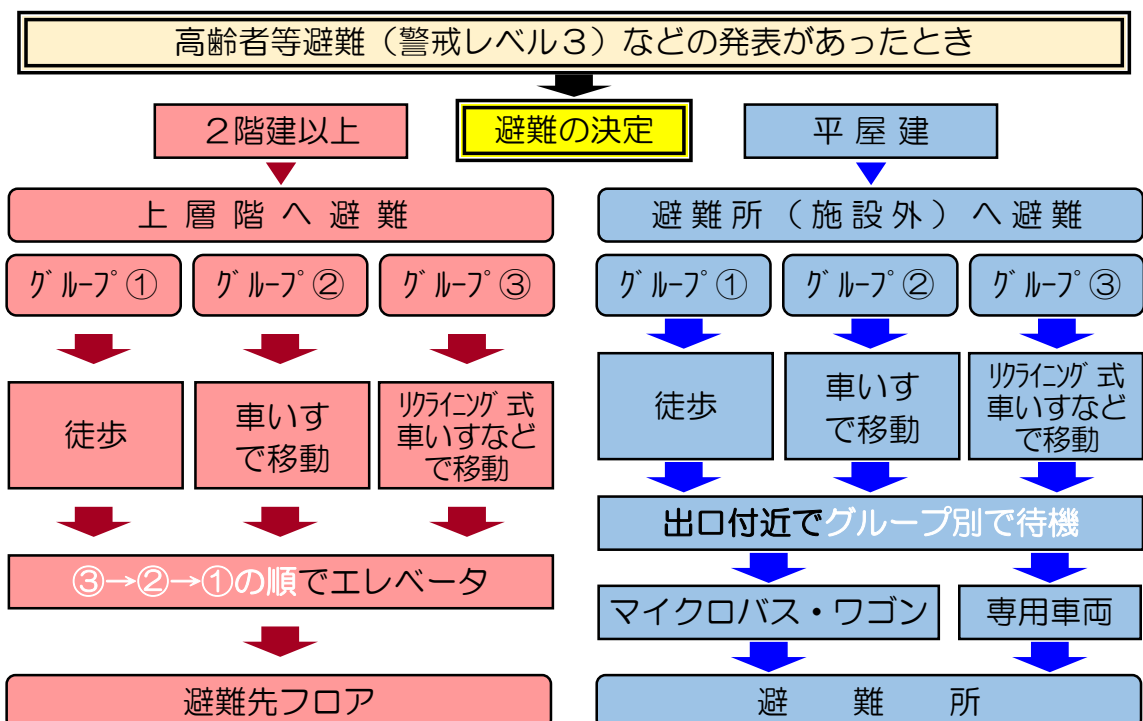 高齢者等避難（警戒レベル３）などの発表があったとき
２階建以上
避難の決定
平屋建
上層階へ避難
避難所（施設外）へ避難
ｸﾞﾙｰﾌﾟ①
ｸﾞﾙｰﾌﾟ②
ｸﾞﾙｰﾌﾟ③
ｸﾞﾙｰﾌﾟ①
ｸﾞﾙｰﾌﾟ②
ｸﾞﾙｰﾌﾟ③
徒歩
車いす
で移動
ﾘｸﾗｲﾆﾝｸﾞ式
車いすなど
で移動
徒歩
車いす
で移動
ﾘｸﾗｲﾆﾝｸﾞ式
車いすなど
で移動
③→②→①の順でエレベータ
出口付近でグループ別で待機
マイクロバス・ワゴン
専用車両
避難先フロア
避難所